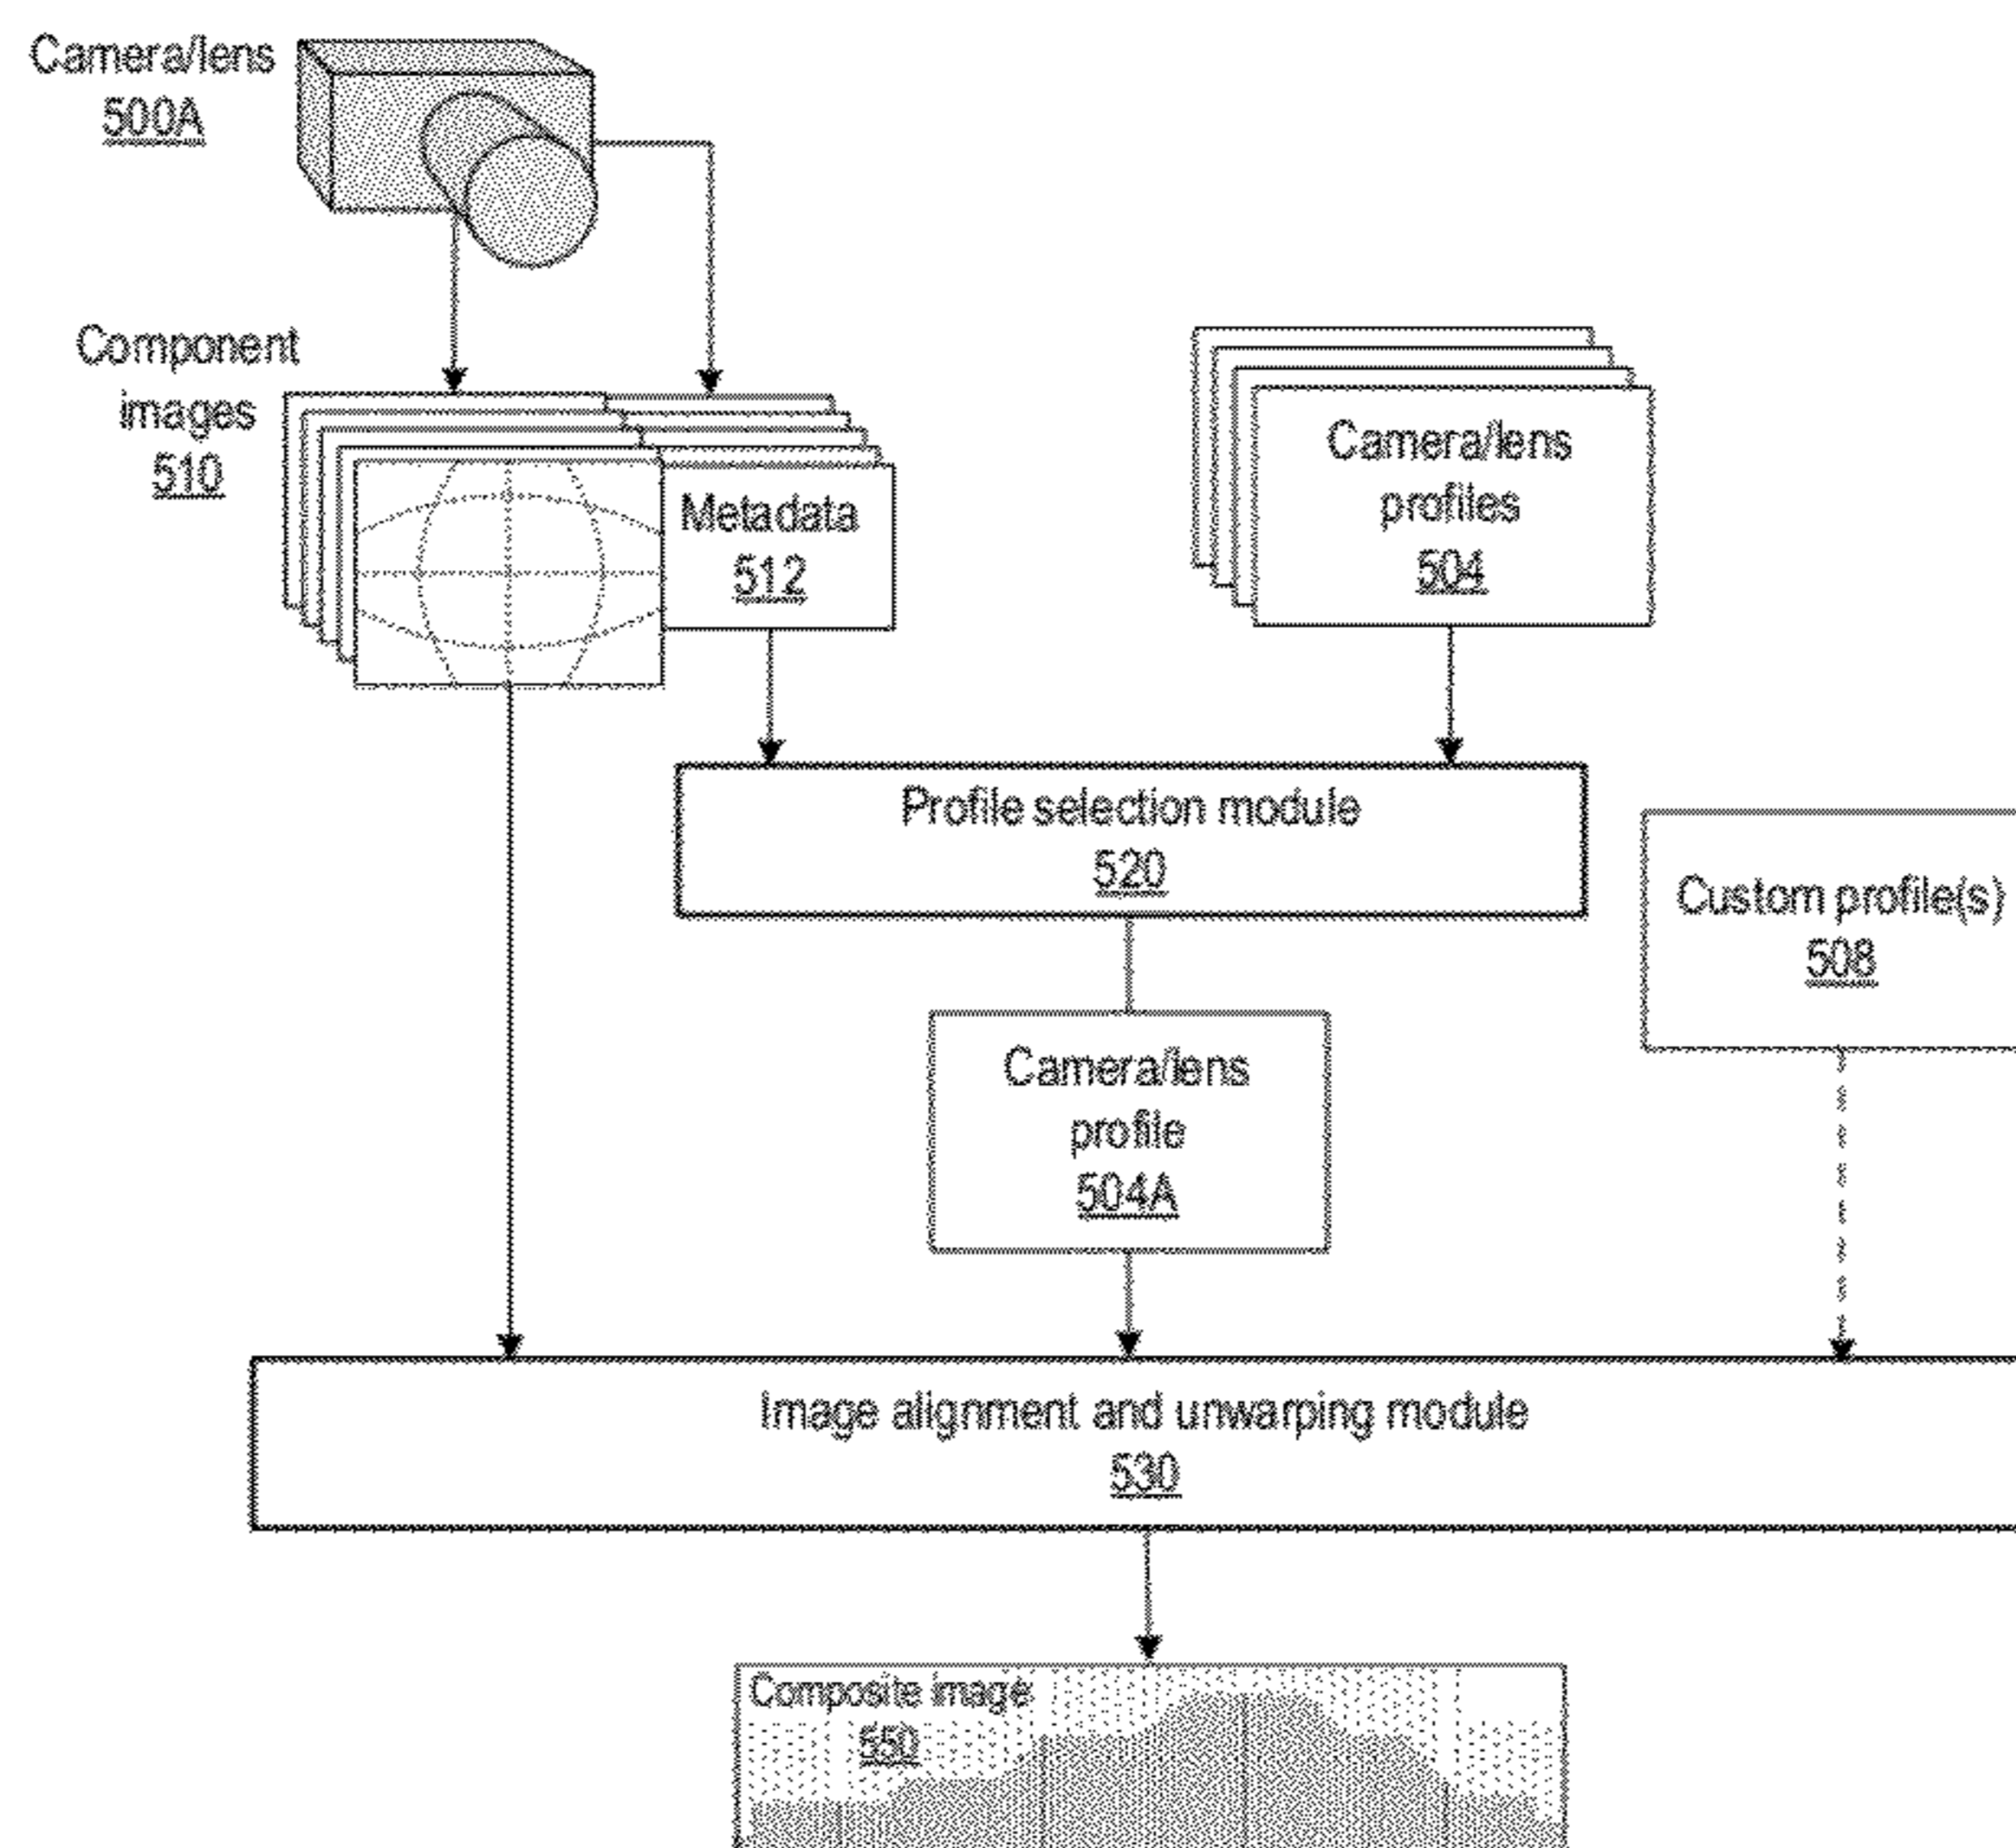 Camera/lens
500A
Component
images
510
Metadata
512
Camera/lens
profiles
504
Profile selection module
520
Custom profile(s)
508
Camera/lens
profile
504A
Image alignment and unwarping module
530
Composite image
550